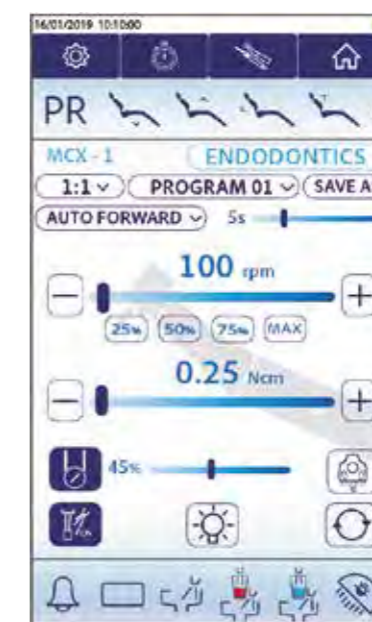 16/01/2019 10:10:00
PR
MCX - 1 ENDODONTICS
1:1 PROGRAM 01 SAVE A
AUTO FORWARD 5s
100 rpm
25% 50% 75% MAX
0.25 Ncm
45%